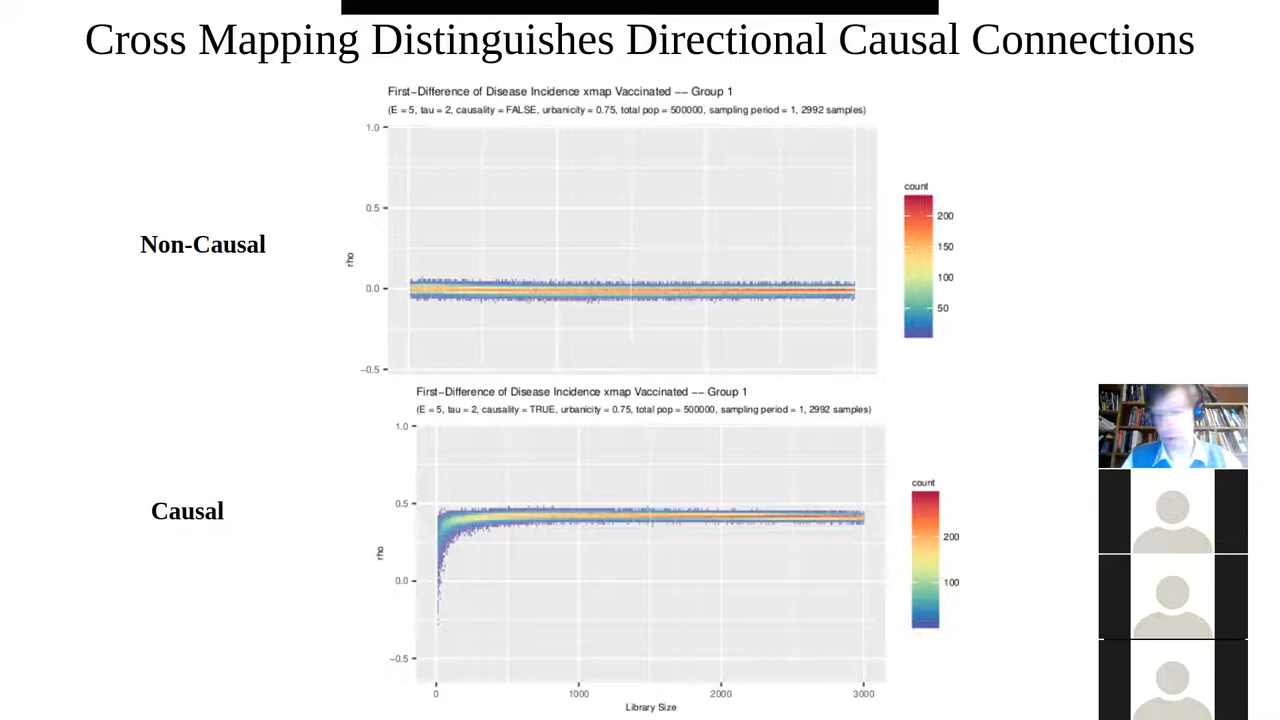 Cross Mapping Distinguishes Directional Causal Connections
First−Difference of Disease Incidence xmap Vaccinated −− Group 1
(E = 5, tau = 2, causality = FALSE, urbanicity = 0.75, total pop = 500000, sampling period = 1, 2992 samples)
1.0
0.5
0.0
−0.5
rho
count
200
150
100
50
Non-Causal
First−Difference of Disease Incidence xmap Vaccinated −− Group 1
(E = 5, tau = 2, causality = TRUE, urbanicity = 0.75, total pop = 500000, sampling period = 1, 2992 samples)
1.0
0.5
0.0
−0.5
rho
count
200
100
Causal
0 1000 2000 3000
Library Size